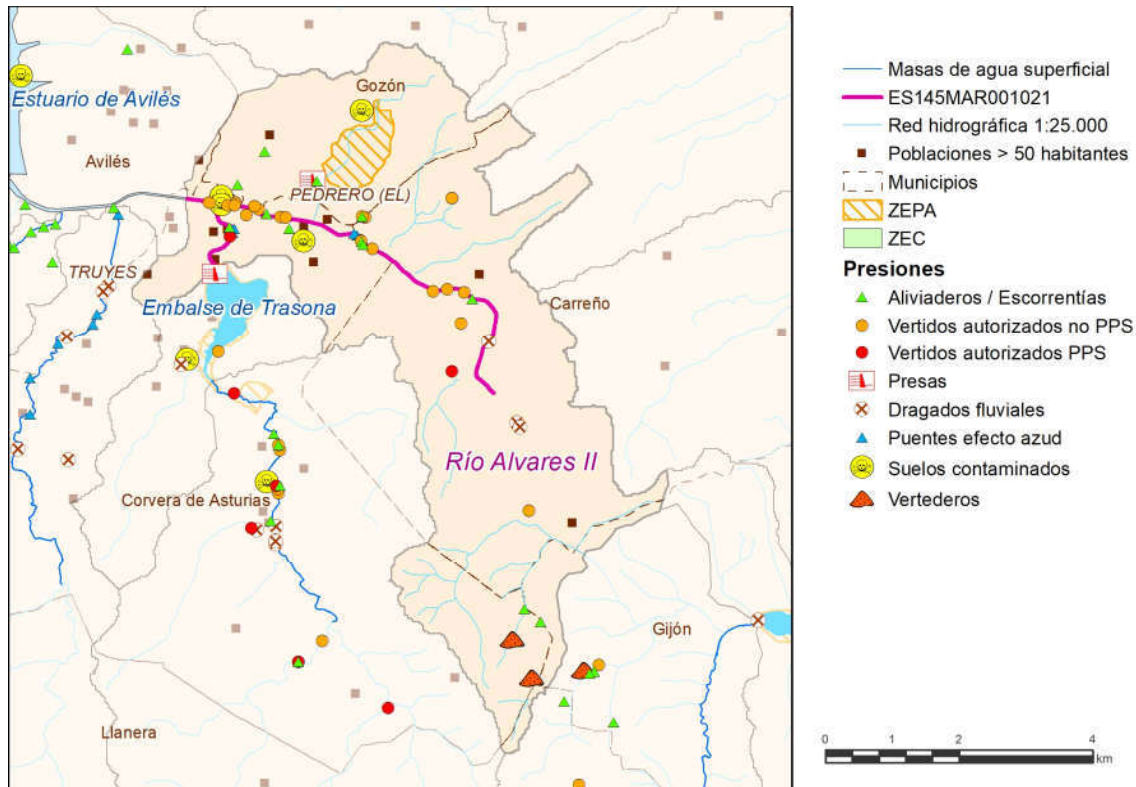 Gozón
Estuario de Avilés
Avilés
PEDRERO (EL)
TRUYES
Embalse de Trasona
Carreño
Río Alvares II
Corvera de Asturias
Gijón
Llanera
Masas de agua superficial
ES145MAR001021
Red hidrográfica 1:25.000
Poblaciones > 50 habitantes
Municipios
ZEPA
ZEC
Presiones
Aliviaderos / Escorrentías
Vertidos autorizados no PPS
Vertidos autorizados PPS
Presas
Dragados fluviales
Puentes efecto azud
Suelos contaminados
Vertederos
0 1 2 4
km